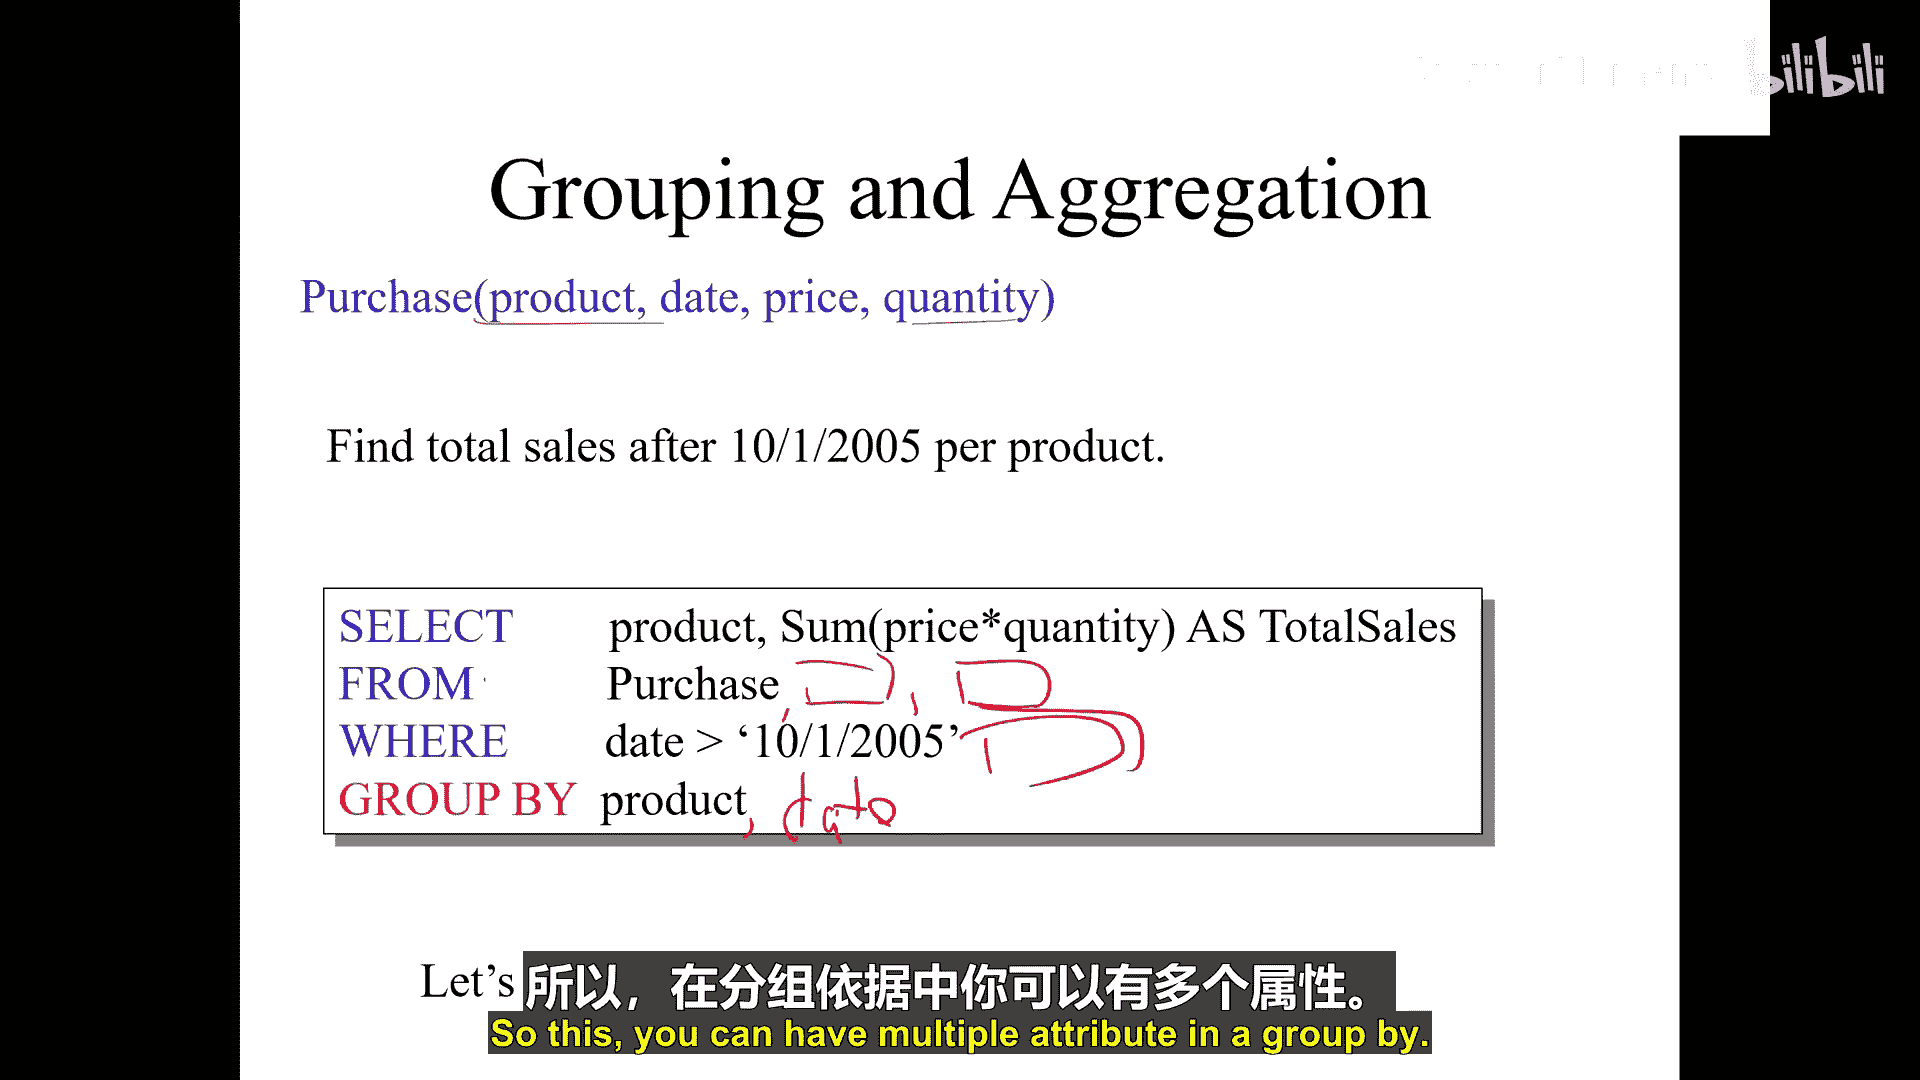 bilibili
Grouping and Aggregation
Purchase(product, date, price, quantity)
Find total sales after 10/1/2005 per product.
SELECT product, Sum(price*quantity) AS TotalSales
FROM Purchase
WHERE date > ‘10/1/2005’
GROUP BY product, date
Let’s
所以，在分组依据中你可以有多个属性。
So this, you can have multiple attribute in a group by.